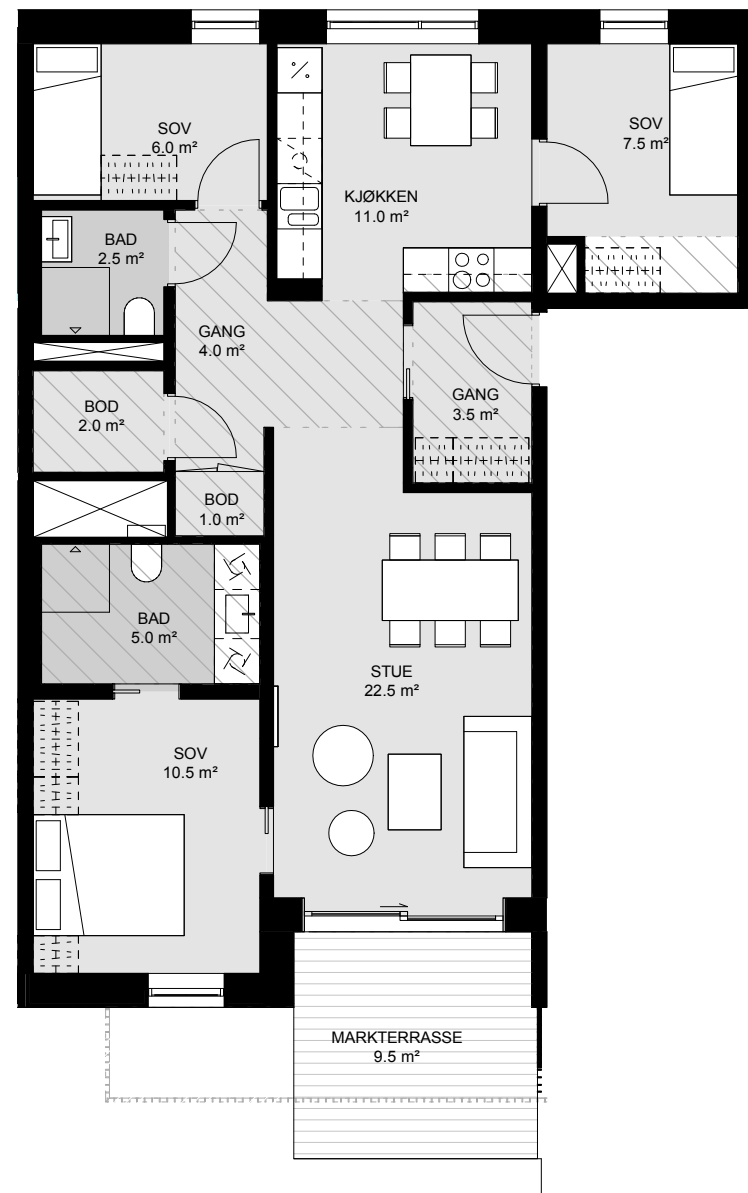 SOV
6.0 m²
SOV
7.5 m²
KJØKKEN
11.0 m²
BAD
2.5 m²
GANG
4.0 m²
GANG
3.5 m²
BOD
2.0 m²
BOD
1.0 m²
BAD
5.0 m²
STUE
22.5 m²
SOV
10.5 m²
MARKTERRASSE
9.5 m²